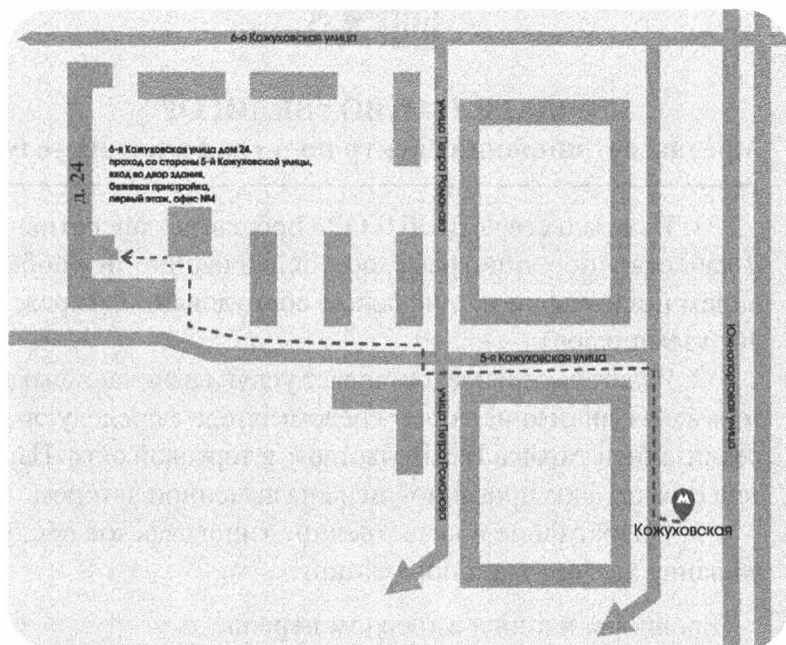 6-я Кожуховская улица
6-я Кожуховская улица дом 24,
проход со стороны 5-й Кожуховской улицы,
вход во двор здания,
бежевая пристройка,
первый этаж, офис №4
д. 24
улица Петра Романова
5-я Кожуховская улица
Южнопортовая улица
улица Петра Романова
М
Кожуховская